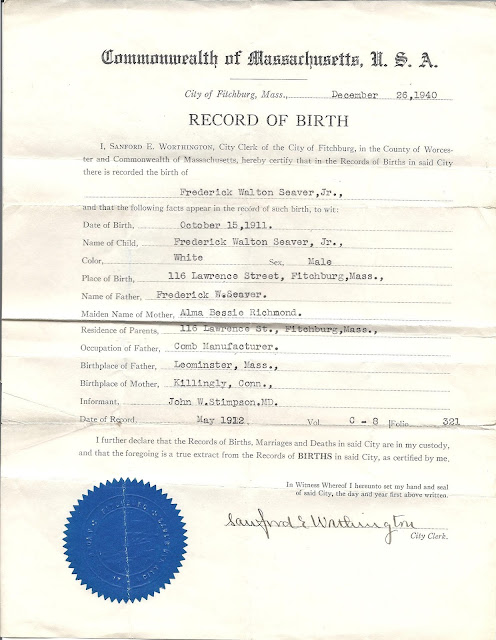 Commonwealth of Massachusetts, U. S. A.
City of Fitchburg, Mass., December 26,1940
RECORD OF BIRTH
I, SANFORD E. WORTHINGTON, City Clerk of the City of Fitchburg, in the County of Worces-
ter and Commonwealth of Massachusetts, hereby certify that in the Records of Births in said City
there is recorded the birth of
Frederick Walton Seaver,Jr.,
and that the following facts appear in the record of such birth, to wit:
Date of Birth, October 15,1911.
Name of Child, Frederick Walton Seaver, Jr.,
Color, White Sex, Male
Place of Birth, 116 Lawrence Street, Fitchburg,Mass.,
Name of Father, Frederick W.Seaver.
Maiden Name of Mother, Alma Bessie Richmond.
Residence of Parents, 116 Lawrence St., Fitchburg,Mass.,
Occupation of Father, Comb Manufacturer.
Birthplace of Father, Leominster, Mass.,
Birthplace of Mother, Killingly, Conn.,
Informant, John W.Stimpson.MD.
Date of Record, May 1912 Vol. C - 8 Folio 321
I further declare that the Records of Births, Marriages and Deaths in said City are in my custody,
and that the foregoing is a true extract from the Records of BIRTHS in said City, as certified by me.
In Witness Whereof I hereunto set my hand and seal
of said City, the day and year first above written.
Sanford E Worthington
City Clerk.